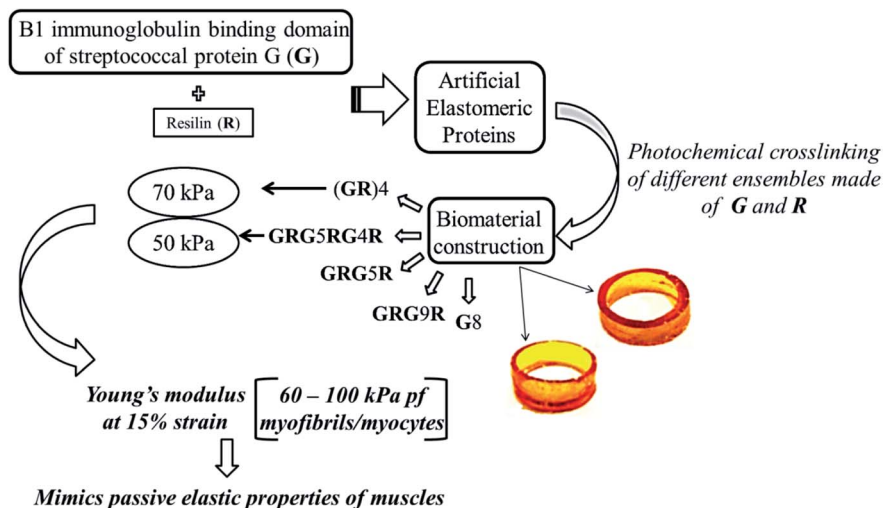 B1 immunoglobulin binding domain
of streptococcal protein G (G)
Resilin (R)
Artificial
Elastomeric
Proteins
Photochemical crosslinking
of different ensembles made
of G and R
70 kPa
(GR)4
50 kPa
GRG5RG4R
Biomaterial
construction
GRG5R
GRG9R
G8
Young's modulus
at 15% strain
60 – 100 kPa pf
myofibrils/myocytes
Mimics passive elastic properties of muscles